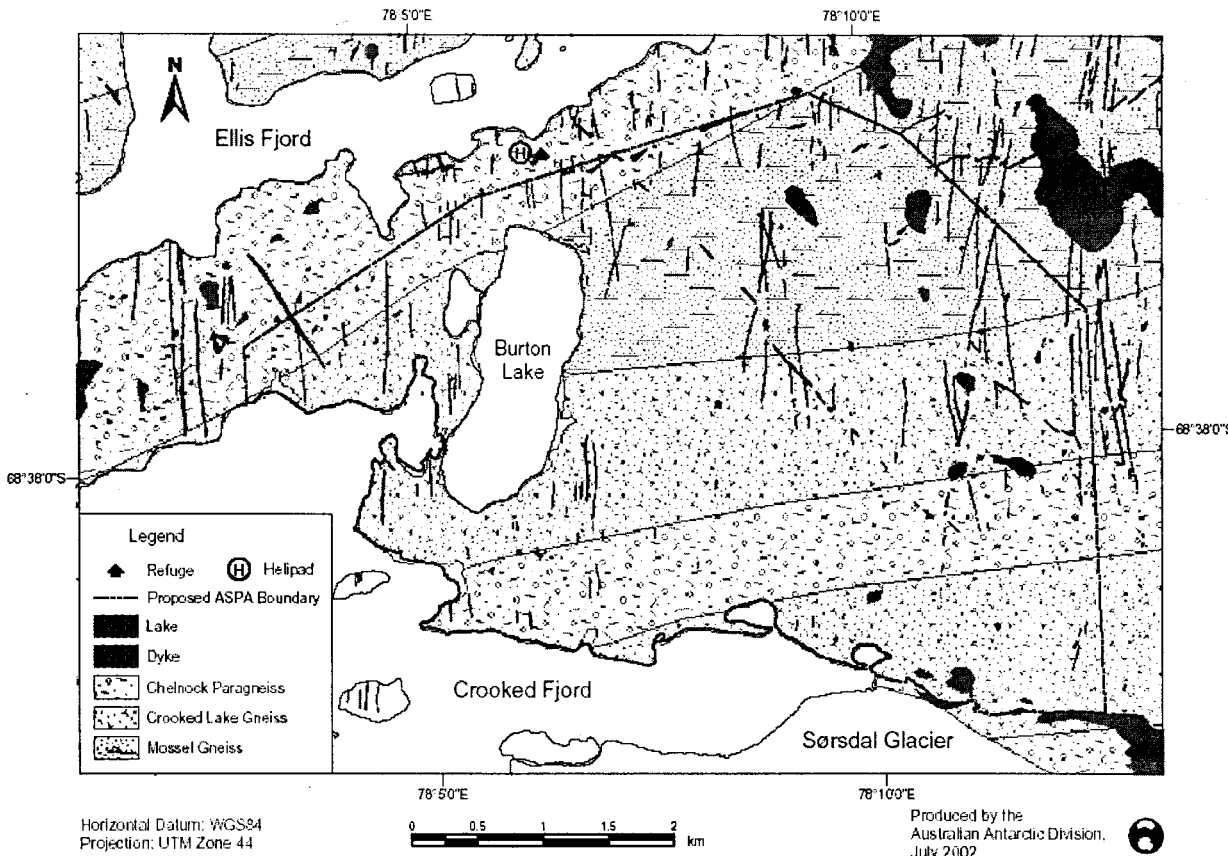 78°5'0"E
78°10'0"E
N
Ellis Fjord
H
Burton
Lake
68°38'0"S
68°38'0"S
Legend
Refuge
H Helipad
Proposed ASPA Boundary
Lake
Dyke
Chelnock Paragneiss
Crooked Lake Gneiss
Mossel Gneiss
Crooked Fjord
Sørsdal Glacier
78°5'0"E
78°10'0"E
Horizontal Datum: WGS84
Projection: UTM Zone 44
0 0.5 1 1.5 2
km
Produced by the
Australian Antarctic Division,
July 2002